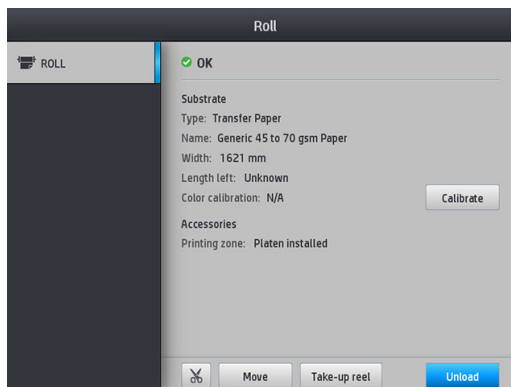 Roll
ROLL
OK
Substrate
Type: Transfer Paper
Name: Generic 45 to 70 gsm Paper
Width: 1621 mm
Length left: Unknown
Color calibration: N/A
Calibrate
Accessories
Printing zone: Platen installed
Move
Take-up reel
Unload